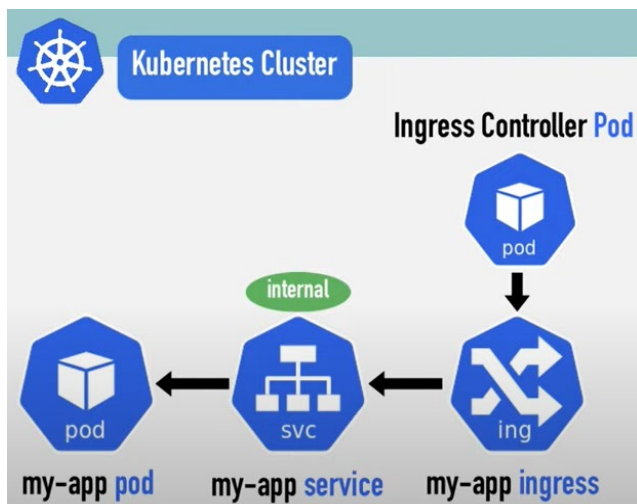 Kubernetes Cluster
Ingress Controller Pod
pod
internal
pod
svc
ing
my-app pod
my-app service
my-app ingress